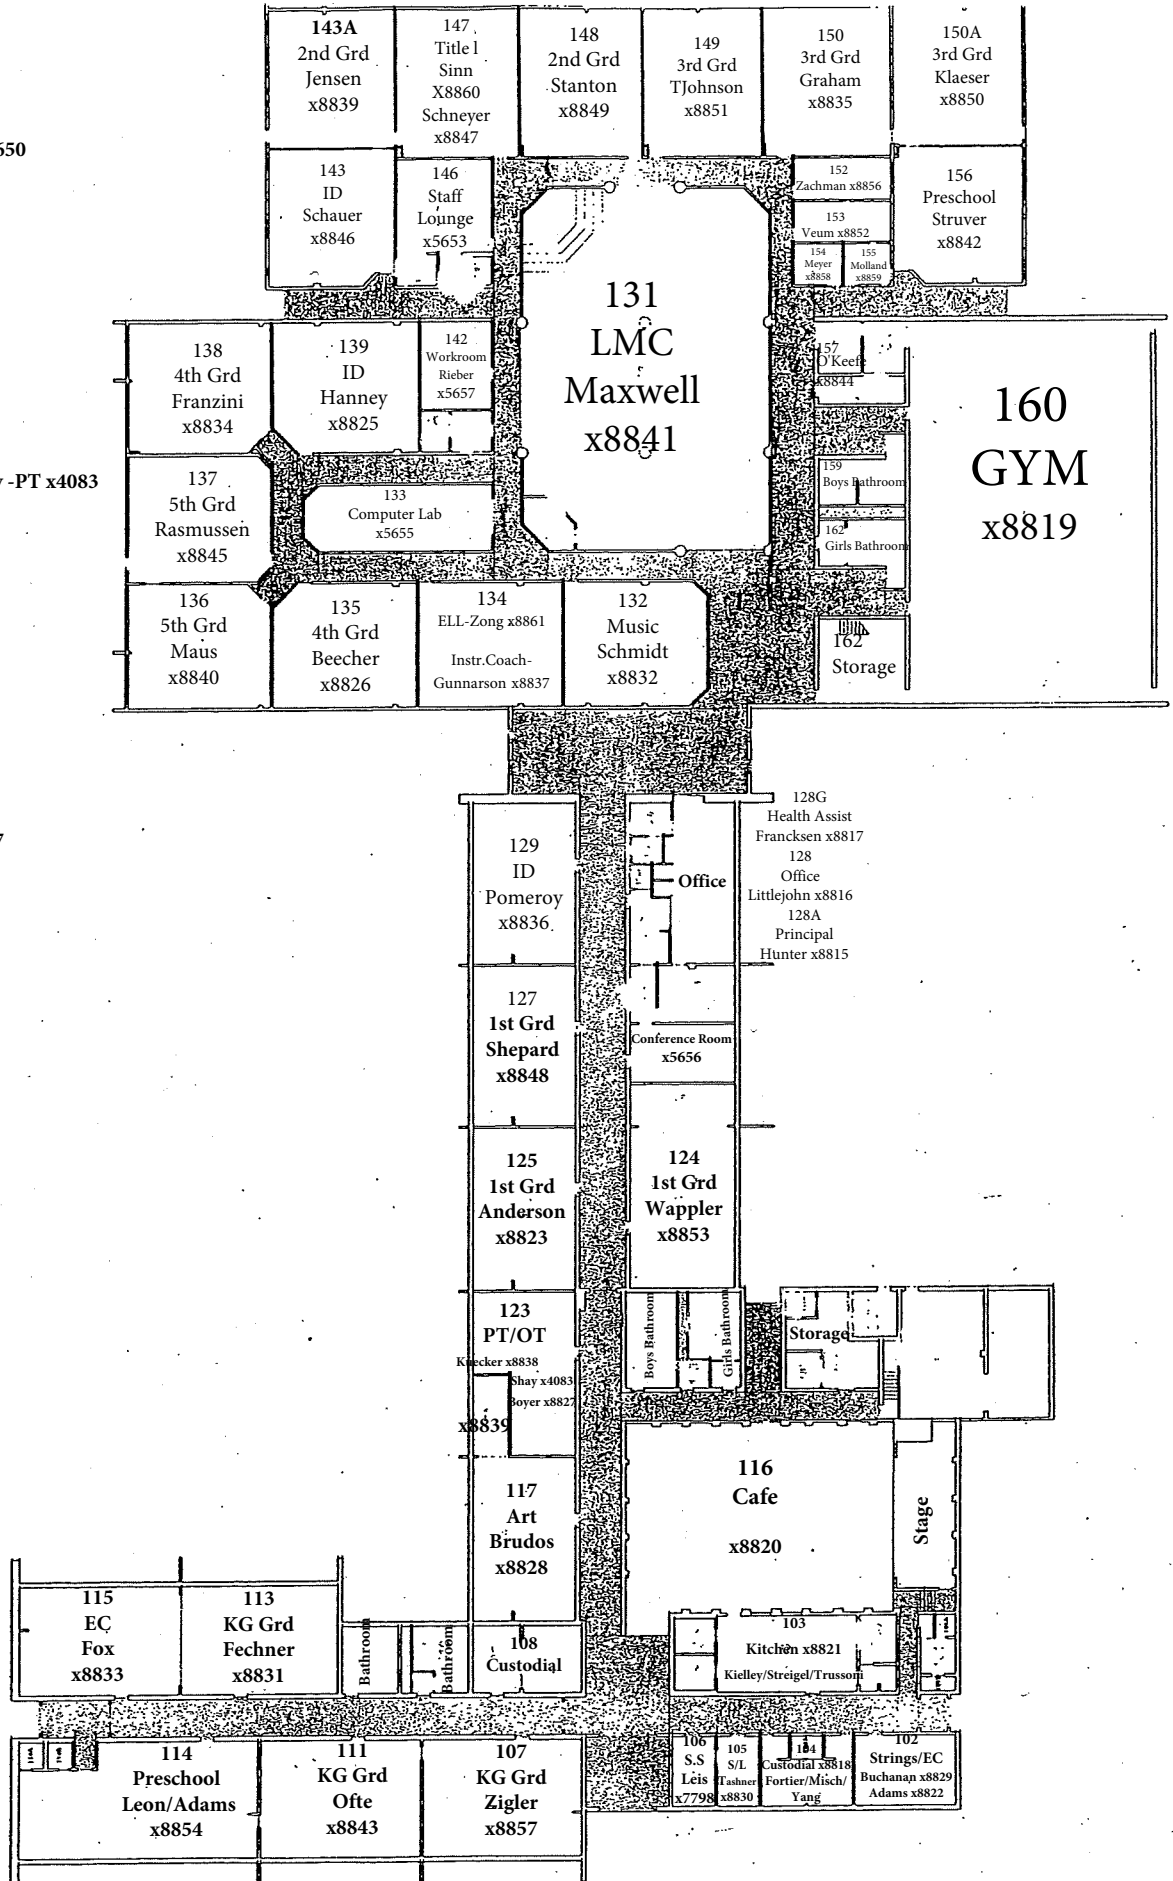 143A
2nd Grd
Jensen
x8839
147
Title l
Sinn
X8860
Schneyer
x8847
148
2nd Grd
Stanton
x8849
149
3rd Grd
TJohnson
x8851
150
3rd Grd
Graham
x8835
150A
3rd Grd
Klaeser
x8850
650
143
ID
Schauer
x8846
146
Staff
Lounge
x5653
152
Zachman x8856
153
Veum x8852
154
Meyer
x8858
155
Molland
x8859
156
Preschool
Struver
x8842
131
LMC
Maxwell
x8841
138
4th Grd
Franzini
x8834
139
ID
Hanney
x8825
142
Workroom
Rieber
x5657
157
O'Keefe
x8844
160
GYM
x8819
-PT x4083
137
5th Grd
Rasmussen
x8845
133
Computer Lab
x5655
159
Boys Bathroom
162
Girls Bathroom
136
5th Grd
Maus
x8840
135
4th Grd
Beecher
x8826
134
ELL-Zong x8861
Instr.Coach-
Gunnarson x8837
132
Music
Schmidt
x8832
162
Storage
129
ID
Pomeroy
x8836
Office
128G
Health Assist
Francksen x8817
128
Office
Littlejohn x8816
128A
Principal
Hunter x8815
7
127
1st Grd
Shepard
x8848
Conference Room
x5656
125
1st Grd
Anderson
x8823
124
1st Grd
Wappler
x8853
123
PT/OT
Kuecker x8838
Shay x4083
Boyer x8827
x8839
Boys Bathroom
Girls Bathroom
Storage
117
Art
Brudos
x8828
116
Cafe
x8820
Stage
115
EC
Fox
x8833
113
KG Grd
Fechner
x8831
Bathroom
Bathroom
108
Custodial
103
Kitchen x8821
Kielley/Streigel/Trussoni
114
Preschool
Leon/Adams
x8854
111
KG Grd
Ofte
x8843
107
KG Grd
Zigler
x8857
106
S.S
Leis
x7798
105
S/L
Tashner
x8830
104
Custodial x8818
Fortier/Misch/
Yang
102
Strings/EC
Buchanan x8829
Adams x8822